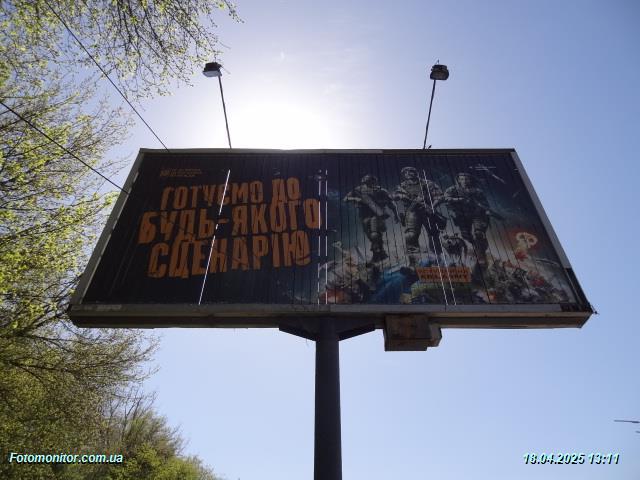 ГОТУЄМО ДО
БУДЬ-ЯКОГО
СЦЕНАРІЮ
Fotomonitor.com.ua
18.04.2025 13:11